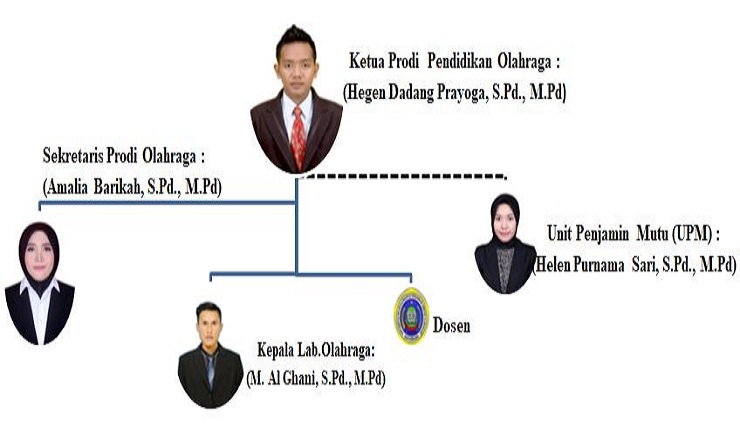 Ketua Prodi Pendidikan Olahraga :
(Hegen Dadang Prayoga, S.Pd., M.Pd)
Sekretaris Prodi Olahraga :
(Amalia Barikah, S.Pd., M.Pd)
Unit Penjamin Mutu (UPM) :
(Helen Purnama Sari, S.Pd., M.Pd)
Dosen
Kepala Lab.Olahraga:
(M. Al Ghani, S.Pd., M.Pd)